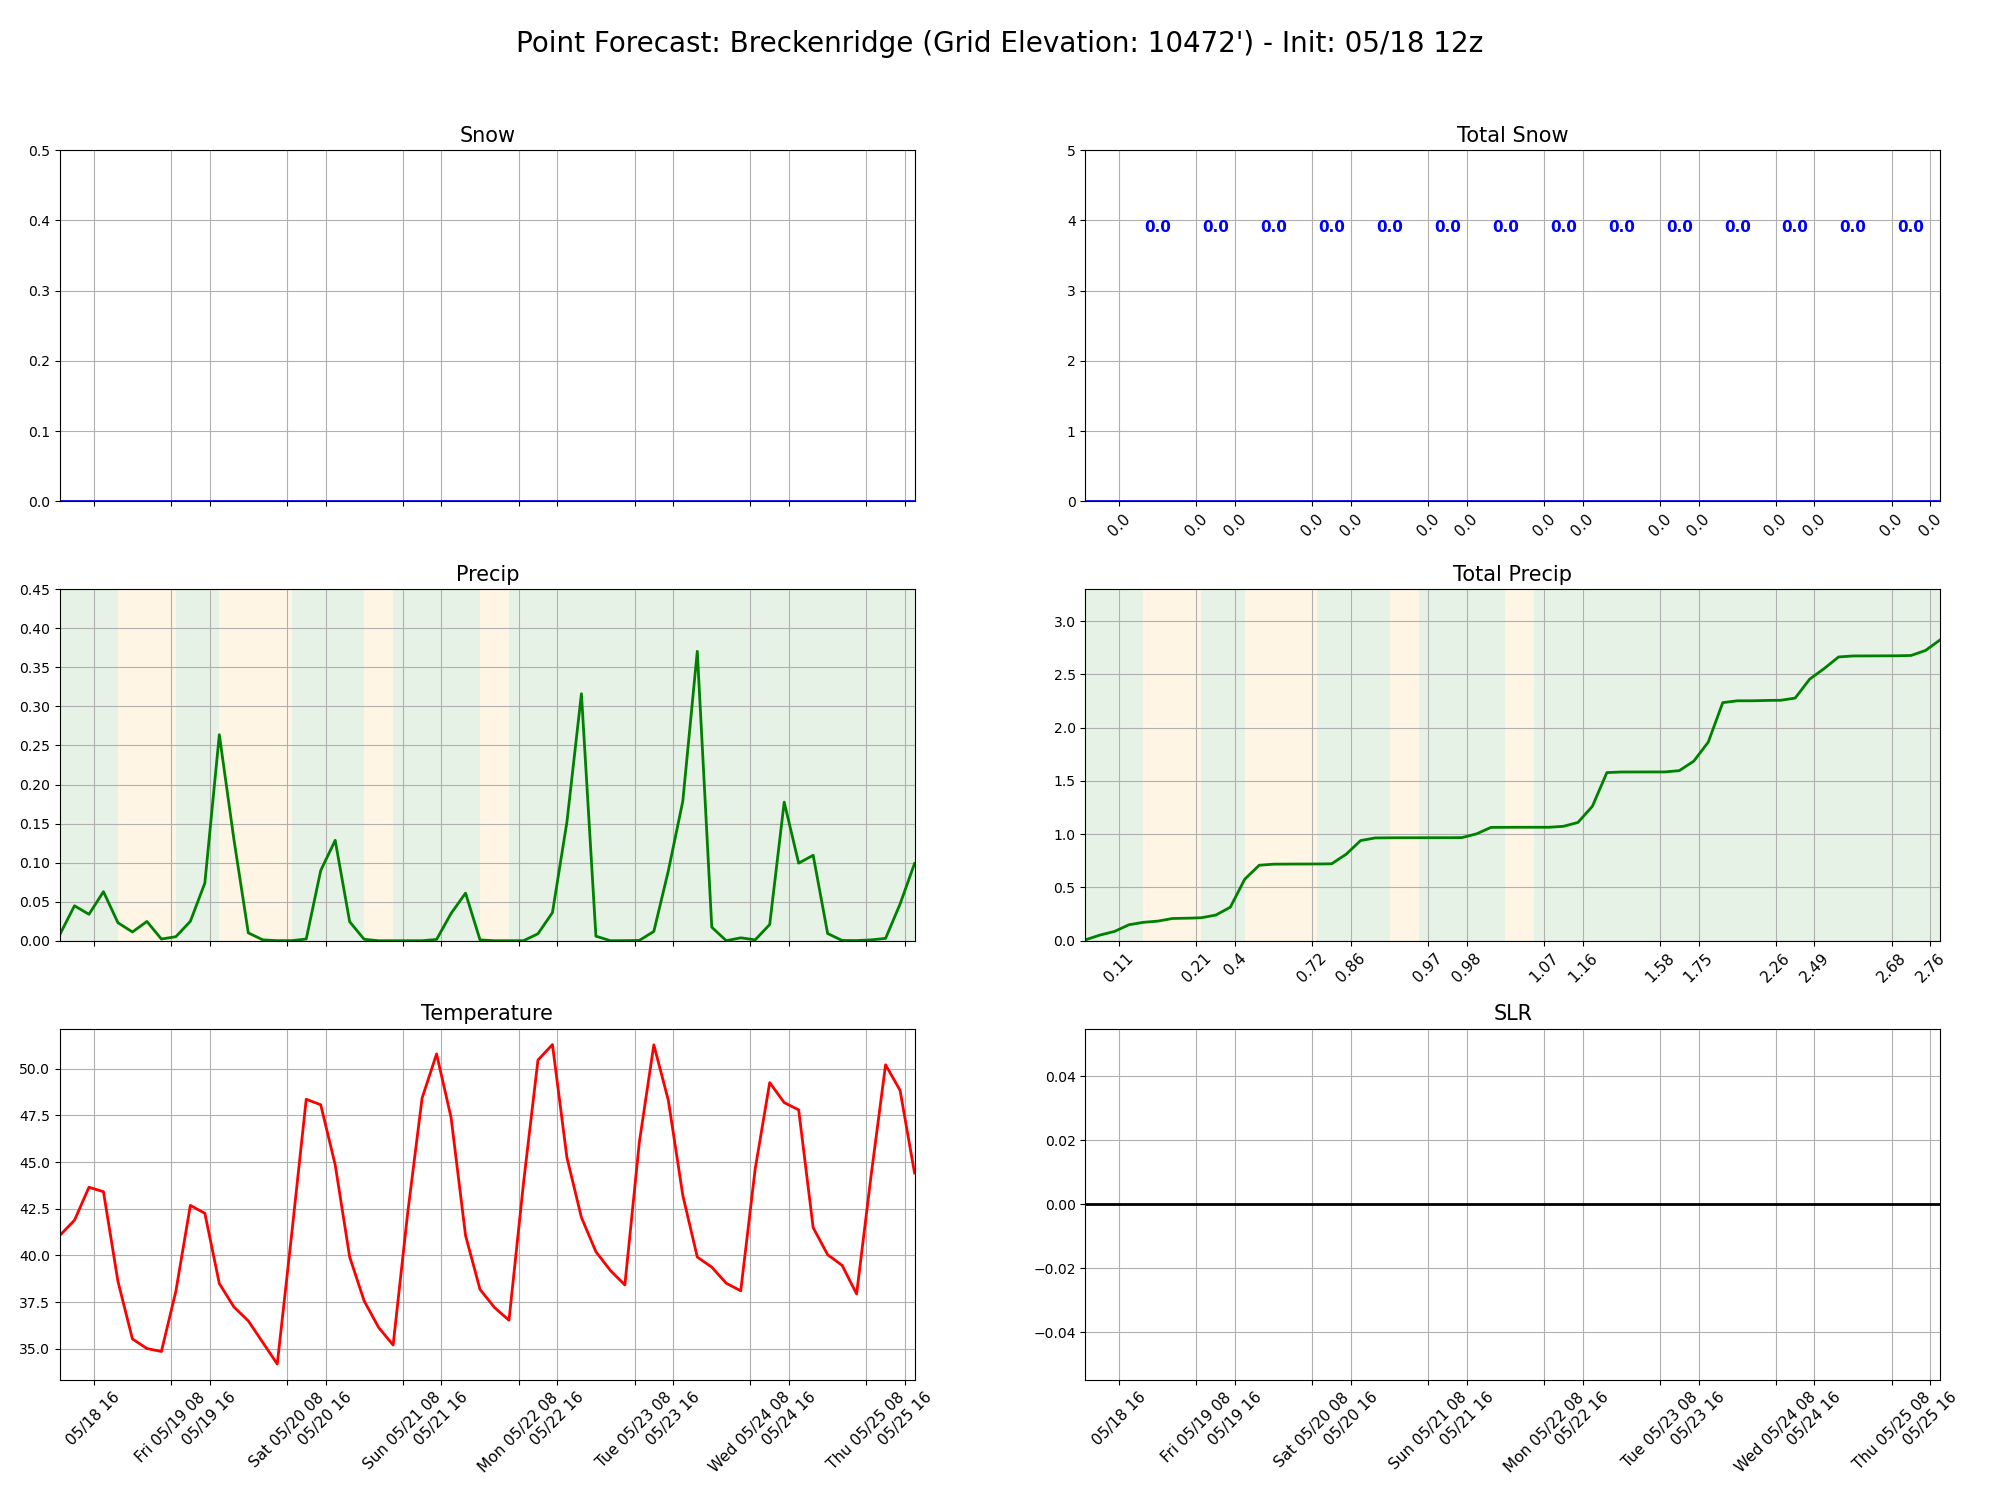 Point Forecast: Breckenridge (Grid Elevation: 10472') - Init: 05/18 12z
Snow
0.5
0.4
0.3
0.2
0.1
0.0
Total Snow
5
4
3
2
1
0
0.0 0.0 0.0 0.0 0.0 0.0 0.0 0.0 0.0 0.0 0.0 0.0 0.0 0.0
0.0 0.0 0.0 0.0 0.0 0.0 0.0 0.0 0.0 0.0 0.0 0.0 0.0 0.0 0.0
Precip
0.45
0.40
0.35
0.30
0.25
0.20
0.15
0.10
0.05
0.00
Total Precip
3.0
2.5
2.0
1.5
1.0
0.5
0.0
0.11 0.21 0.4 0.72 0.86 0.97 0.98 1.07 1.16 1.58 1.75 2.26 2.49 2.68 2.76
Temperature
50.0
47.5
45.0
42.5
40.0
37.5
35.0
05/18 16
Fri 05/19 08
05/19 16
Sat 05/20 08
05/20 16
Sun 05/21 08
05/21 16
Mon 05/22 08
05/22 16
Tue 05/23 08
05/23 16
Wed 05/24 08
05/24 16
Thu 05/25 08
05/25 16
SLR
0.04
0.02
0.00
−0.02
−0.04
05/18 16
Fri 05/19 08
05/19 16
Sat 05/20 08
05/20 16
Sun 05/21 08
05/21 16
Mon 05/22 08
05/22 16
Tue 05/23 08
05/23 16
Wed 05/24 08
05/24 16
Thu 05/25 08
05/25 16